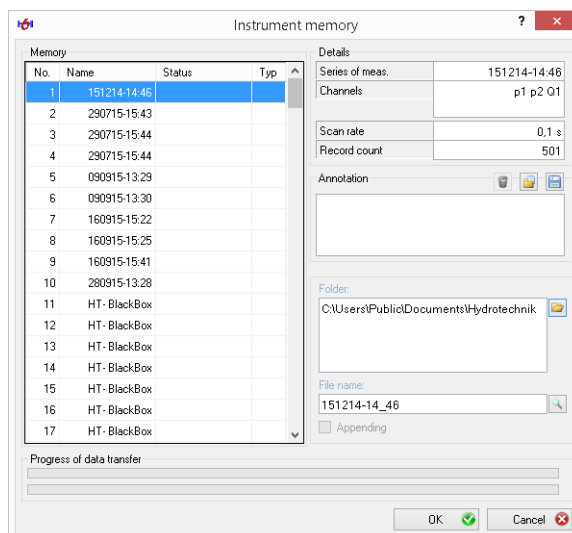 Instrument memory
?
Memory
No. Name Status Typ
1 151214-14:46
2 290715-15:43
3 290715-15:44
4 290715-15:44
5 090915-13:29
6 090915-13:30
7 160915-15:22
8 160915-15:25
9 160915-15:41
10 280915-13:28
11 HT- BlackBox
12 HT- BlackBox
13 HT- BlackBox
14 HT- BlackBox
15 HT- BlackBox
16 HT- BlackBox
17 HT- BlackBox
Details
Series of meas. 151214-14:46
Channels p1 p2 Q1
Scan rate 0,1 s
Record count 501
Annotation
Folder:
C:\Users\Public\Documents\Hydrotechnik
File name:
151214-14_46
Appending
Progress of data transfer
OK
Cancel